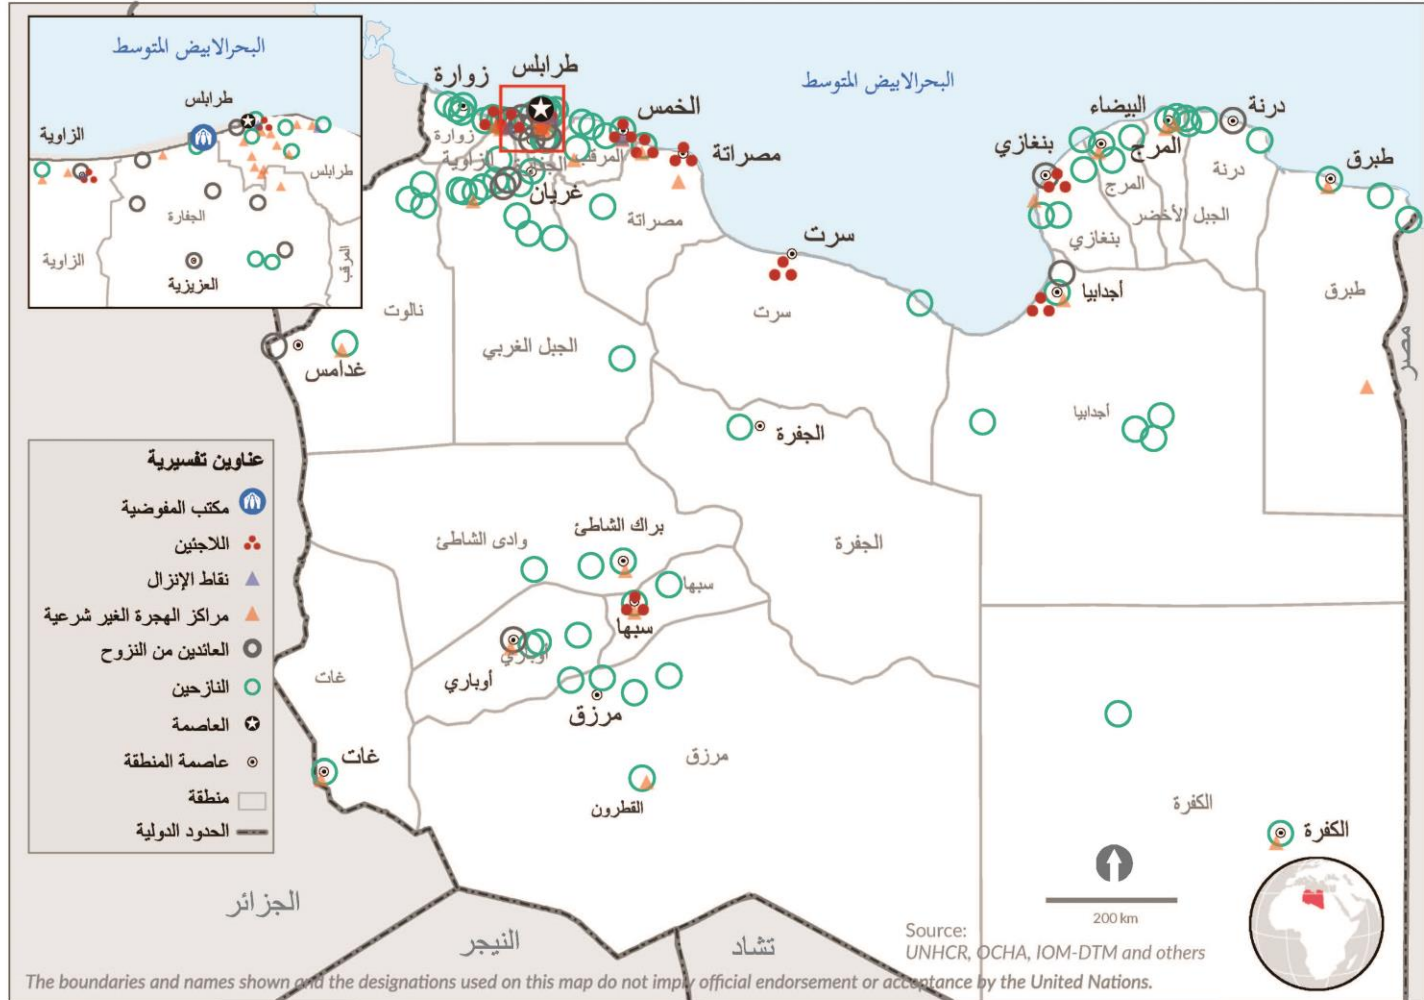 البحرالابيض المتوسط
طرابلس
الزاوية
طرابلس
الجفارة
الزاوية
المرقب
العزيزية
البحرالابيض المتوسط
زوارة
طرابلس
الخمس
مصراتة
زوارة
الزاوية
المرقب
غريان
مصراتة
سرت
سرت
بنغازي
البيضاء
المرج
درنة
طبرق
المرج
الجبل الأخضر
درنة
بنغازي
أجدابيا
طبرق
مصر
نالوت
الجبل الغربي
غدامس
الجفرة
أجدابيا
الجفرة
براك الشاطئ
وادى الشاطئ
سبها
سبها
أوباري
أوباري
مرزق
مرزق
غات
غات
القطرون
الكفرة
الكفرة
الجزائر
النيجر
تشاد
عناوين تفسيرية
مكتب المفوضية
اللاجئين
نقاط الإنزال
مراكز الهجرة الغير شرعية
العائدين من النزوح
النازحين
العاصمة
عاصمة المنطقة
منطقة
الحدود الدولية
200 km
Source:
UNHCR, OCHA, IOM-DTM and others
The boundaries and names shown and the designations used on this map do not imply official endorsement or acceptance by the United Nations.